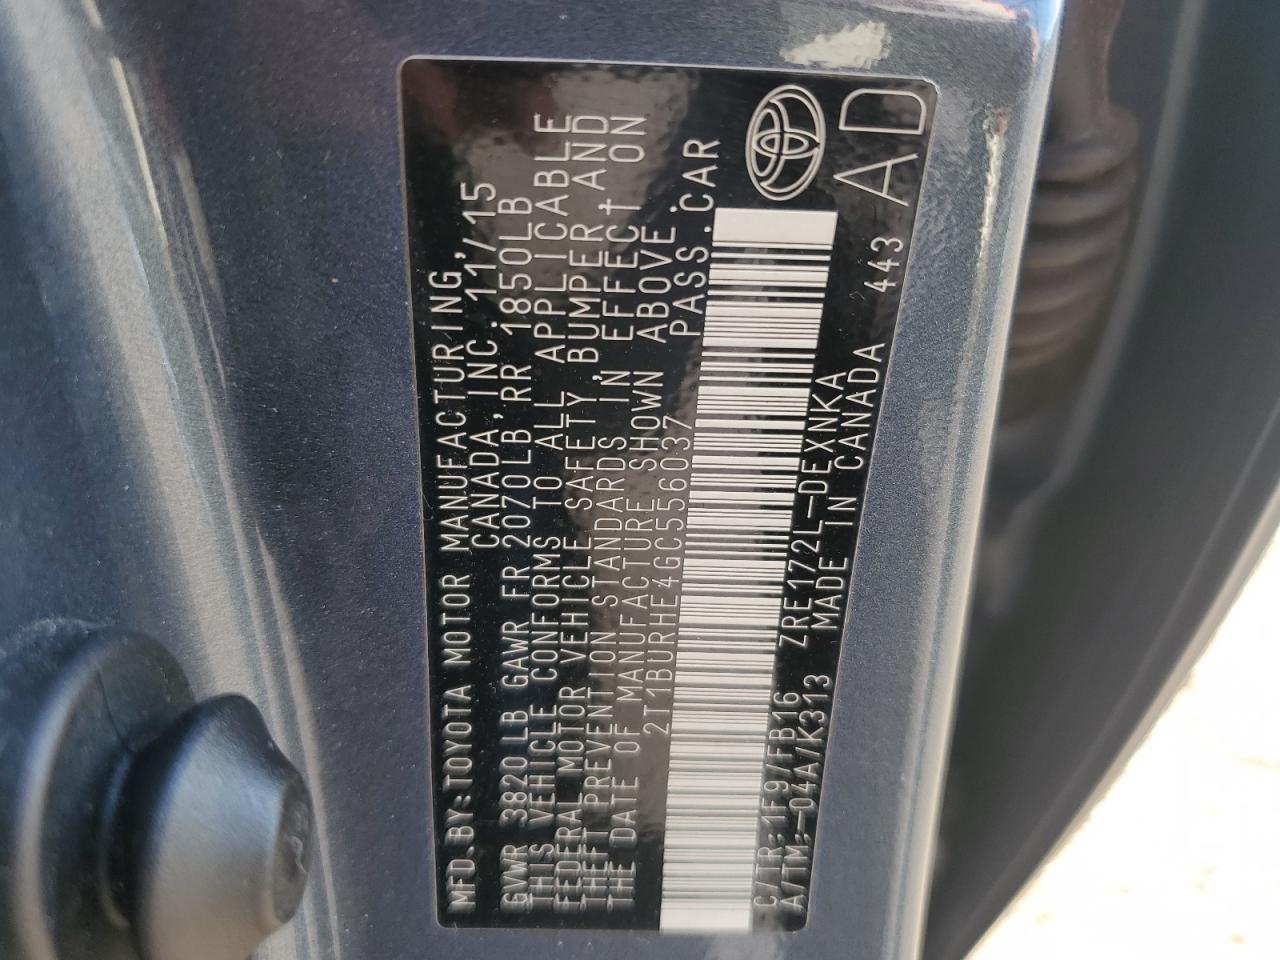 MFD.BY:TOYOTA MOTOR MANUFACTURING,
CANADA,INC. 11/15
GVWR 3820LB GAWR FR 2070LB RR 1850LB
THIS VEHICLE CONFORMS TO ALL APPLICABLE
FEDERAL MOTOR VEHICLE SAFETY, BUMPER,AND
THEFT PREVENTION STANDARDS IN EFFECT ON
THE DATE OF MANUFACTURE SHOWN ABOVE.
2T1BURHE4GC556037 PASS.CAR
C/TR:1F9/FB16 ZRE172L-DEXNKA
A/TM:-04A/K313 MADE IN CANADA 443
AD